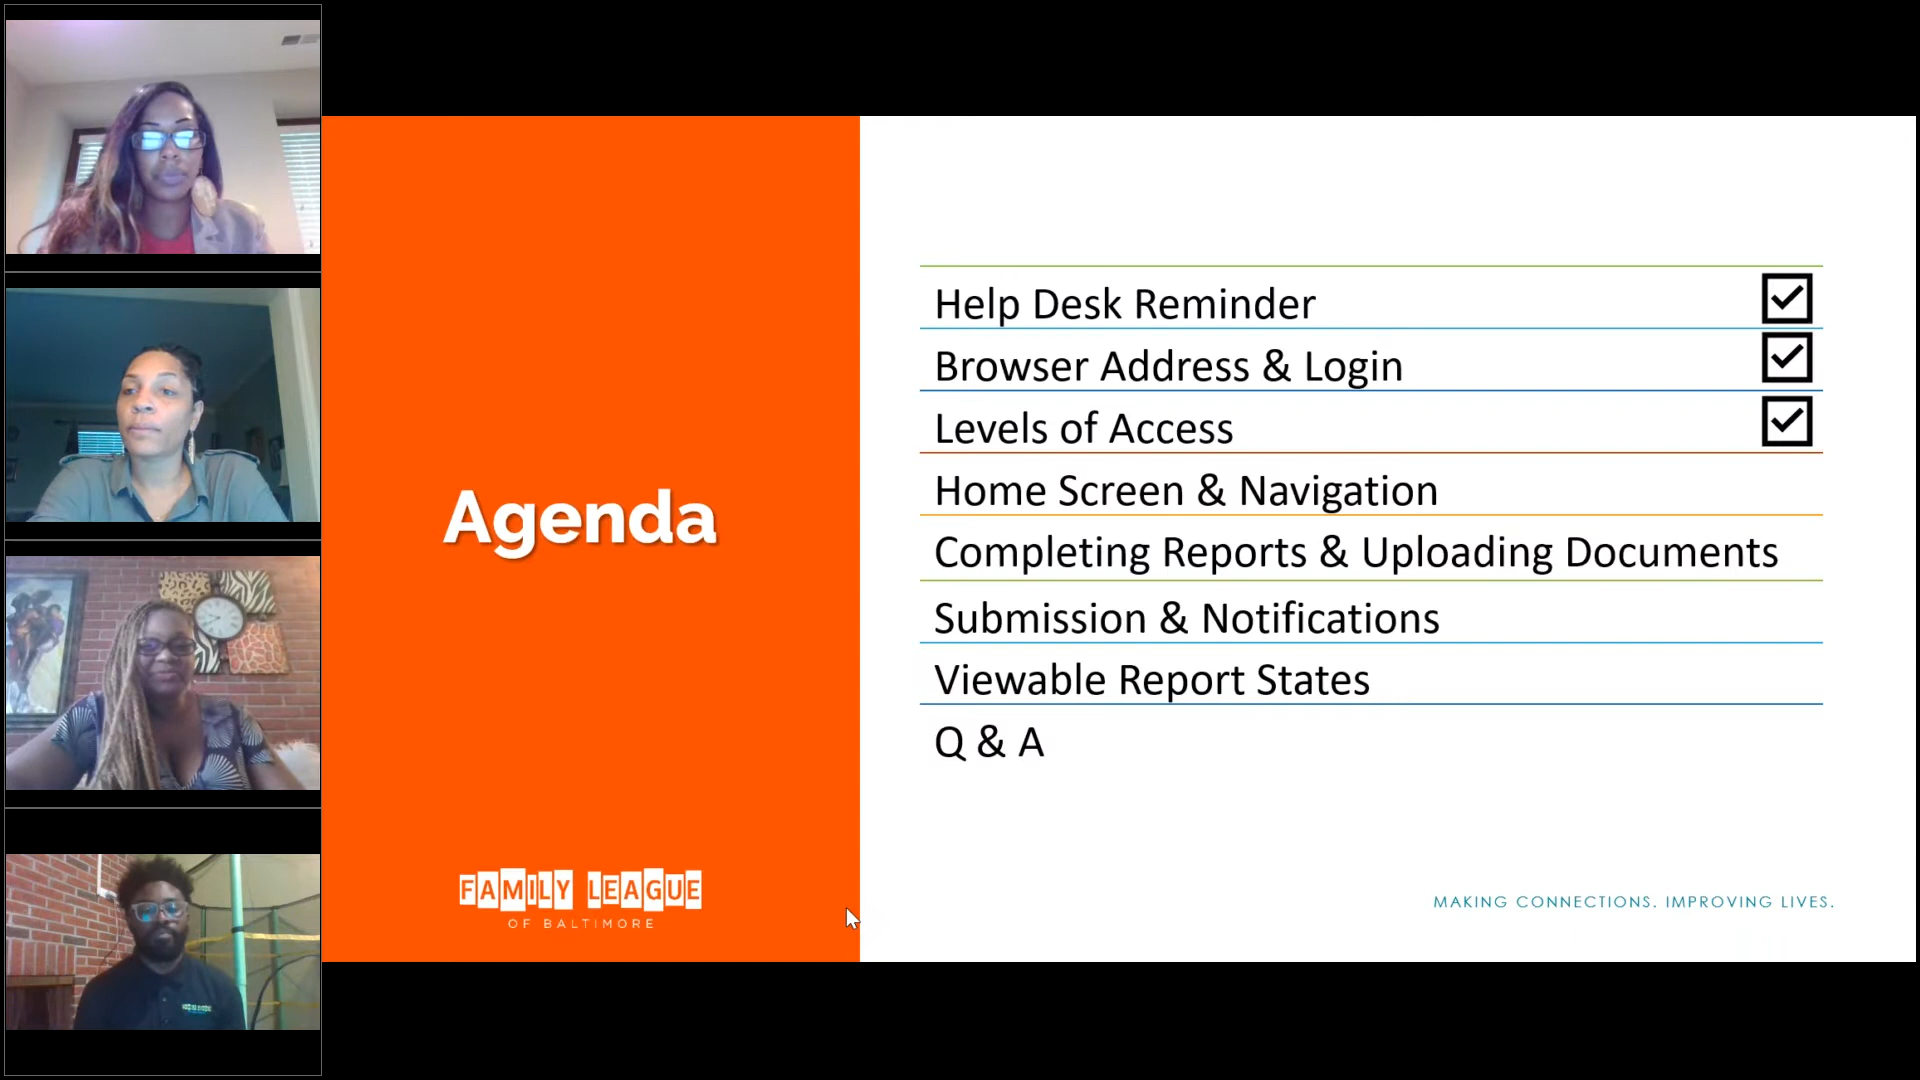 Agenda
FAMILY LEAGUE
OF BALTIMORE
Help Desk Reminder
Browser Address & Login
Levels of Access
Home Screen & Navigation
Completing Reports & Uploading Documents
Submission & Notifications
Viewable Report States
Q & A
MAKING CONNECTIONS. IMPROVING LIVES.